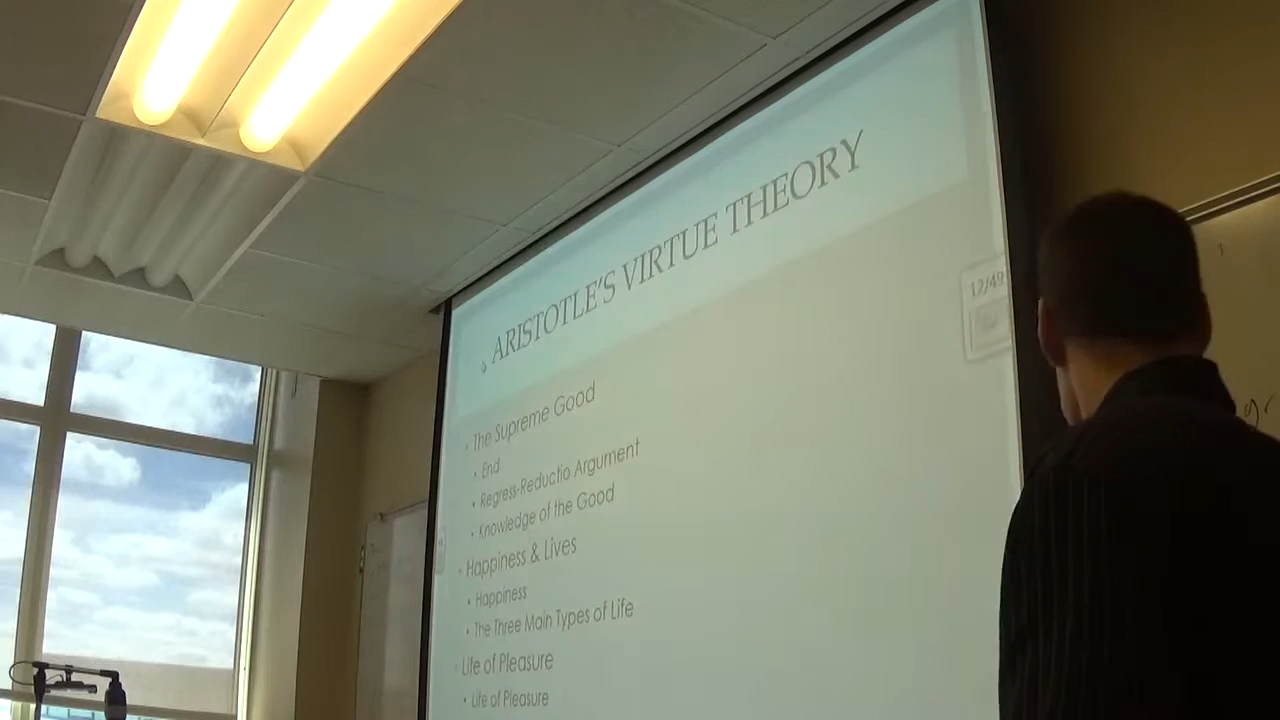 ARISTOTLE'S VIRTUE THEORY
12/49
The Supreme Good
End
Regress-Reductio Argument
Knowledge of the Good
Happiness & Lives
Happiness
The Three Main Types of Life
Life of Pleasure
Life of Pleasure